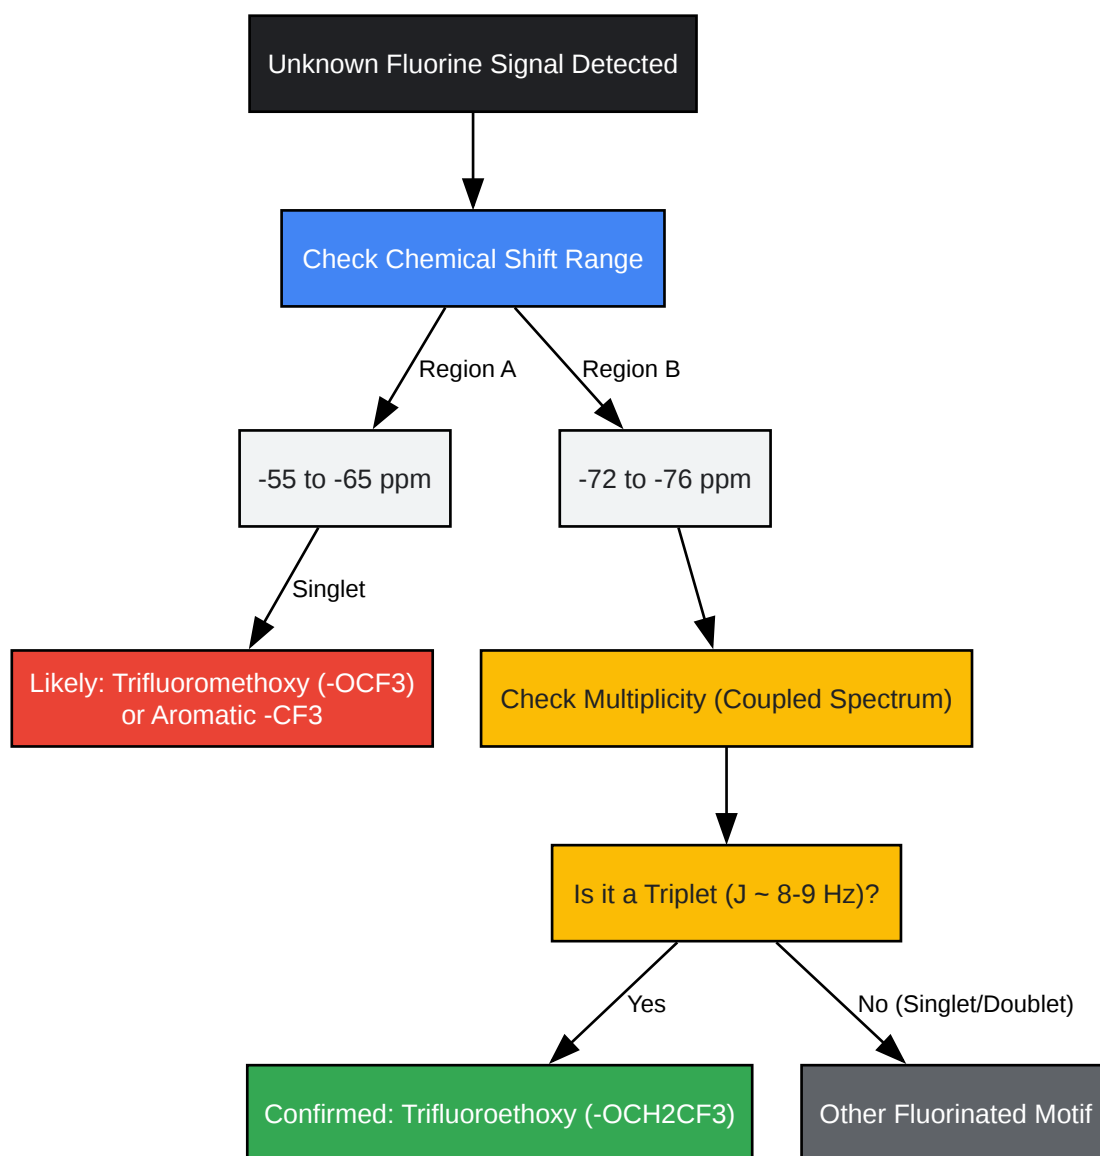 Unknown Fluorine Signal Detected
Check Chemical Shift Range
Region A
Region B
-55 to -65 ppm
-72 to -76 ppm
Singlet
Likely: Trifluoromethoxy (-OCF3)
or Aromatic -CF3
Check Multiplicity (Coupled Spectrum)
Is it a Triplet (J ~ 8-9 Hz)?
Yes
No (Singlet/Doublet)
Confirmed: Trifluoroethoxy (-OCH2CF3)
Other Fluorinated Motif